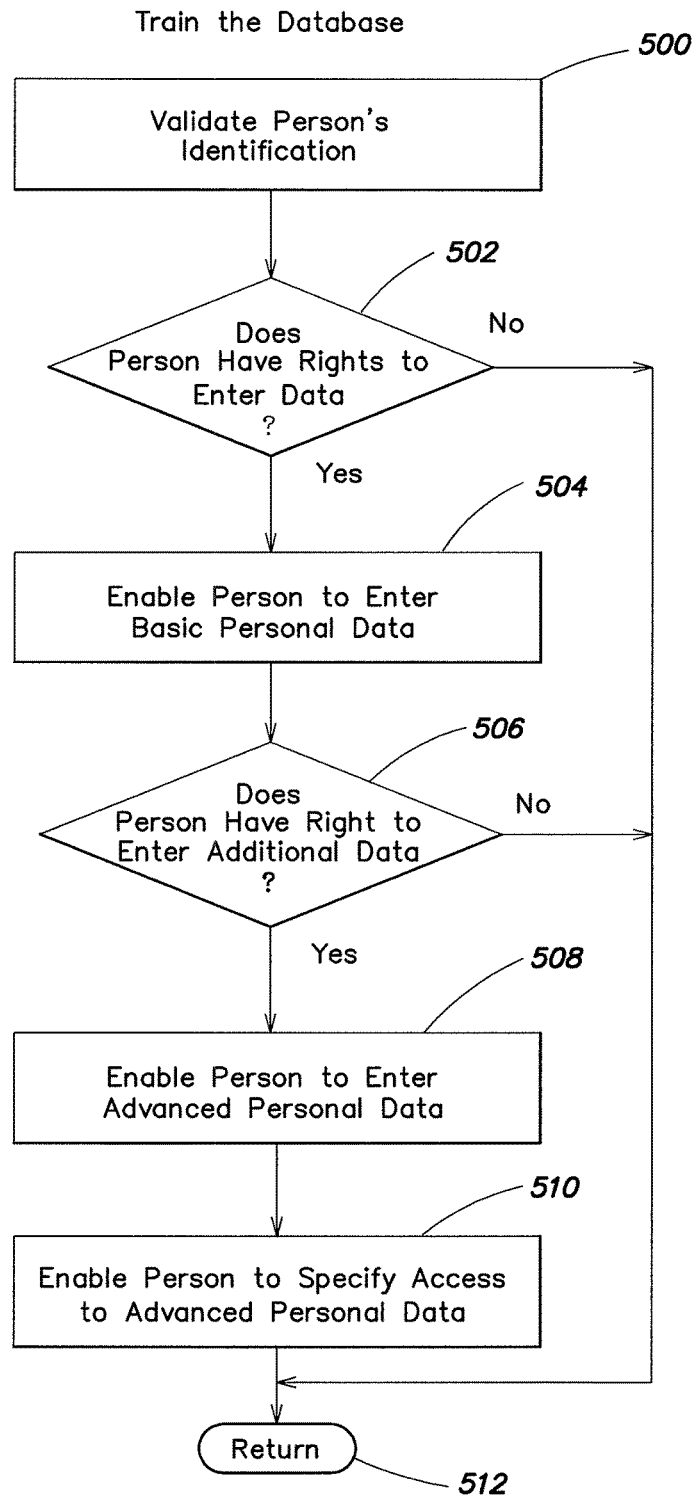 Train the Database
500
Validate Person's
Identification
502
Does
Person Have Rights to
Enter Data
?
No
Yes
504
Enable Person to Enter
Basic Personal Data
506
Does
Person Have Right to
Enter Additional Data
?
No
Yes
508
Enable Person to Enter
Advanced Personal Data
510
Enable Person to Specify Access
to Advanced Personal Data
Return
512